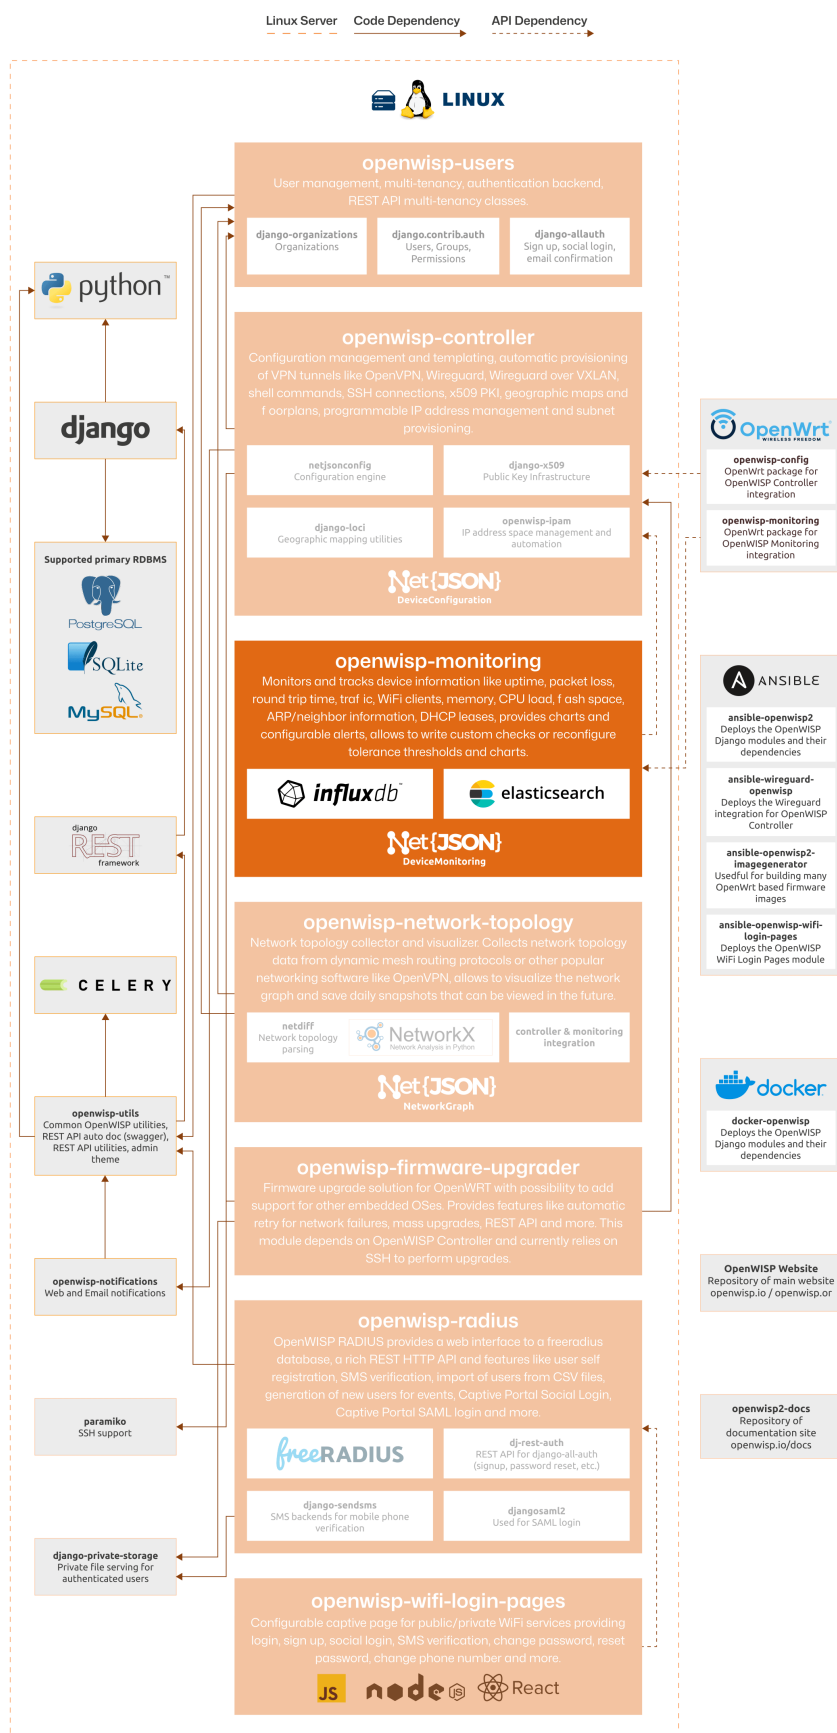 Linux Server
Code Dependency
API Dependency
LINUX
openwisp-users
User management, multi-tenancy, authentication backend,
REST API multi-tenancy classes.
django-organizations
Organizations
django.contrib.auth
Users, Groups,
Permissions
django-allauth
Sign up, social login,
email confirmation
python™
openwisp-controller
Configuration management and templating, automatic provisioning
of VPN tunnels like OpenVPN, Wireguard, Wireguard over VXLAN,
shell commands, SSH connections, x509 PKI, geographic maps and
f oorplans, programmable IP address management and subnet
provisioning.
netjsonconfig
Configuration engine
django-x509
Public Key Infrastructure
django-loci
Geographic mapping utilities
openwisp-ipam
IP address space management and
automation
Net{JSON}
DeviceConfiguration
django
Supported primary RDBMS
PostgreSQL
SQLite
MySQL®
OpenWrt
WIRELESS FREEDOM
openwisp-config
OpenWrt package for
OpenWISP Controller
integration
openwisp-monitoring
OpenWrt package for
OpenWISP Monitoring
integration
openwisp-monitoring
Monitors and tracks device information like uptime, packet loss,
round trip time, traf ic, WiFi clients, memory, CPU load, f ash space,
ARP/neighbor information, DHCP leases, provides charts and
configurable alerts, allows to write custom checks or reconfigure
tolerance thresholds and charts.
influxdb™
elasticsearch
Net{JSON}
DeviceMonitoring
ANSIBLE
ansible-openwisp2
Deploys the OpenWISP
Django modules and their
dependencies
ansible-wireguard-
openwisp
Deploys the Wireguard
integration for OpenWISP
Controller
ansible-openwisp2-
imagegenerator
Usedful for building many
OpenWrt based firmware
images
ansible-openwisp-wifi-
login-pages
Deploys the OpenWISP
WiFi Login Pages module
django
REST
framework
openwisp-network-topology
Network topology collector and visualizer. Collects network topology
data from dynamic mesh routing protocols or other popular
networking software like OpenVPN, allows to visualize the network
graph and save daily snapshots that can be viewed in the future.
netdiff
Network topology
parsing
NetworkX
Network Analysis in Python
controller & monitoring
integration
Net{JSON}
NetworkGraph
CELERY
openwisp-utils
Common OpenWISP utilities,
REST API auto doc (swagger),
REST API utilities, admin
theme
docker
docker-openwisp
Deploys the OpenWISP
Django modules and their
dependencies
openwisp-firmware-upgrader
Firmware upgrade solution for OpenWRT with possibility to add
support for other embedded OSes. Provides features like automatic
retry for network failures, mass upgrades, REST API and more. This
module depends on OpenWISP Controller and currently relies on
SSH to perform upgrades.
openwisp-notifications
Web and Email notifications
OpenWISP Website
Repository of main website
openwisp.io / openwisp.or
openwisp-radius
OpenWISP RADIUS provides a web interface to a freeradius
database, a rich REST HTTP API and features like user self
registration, SMS verification, import of users from CSV files,
generation of new users for events, Captive Portal Social Login,
Captive Portal SAML login and more.
freeRADIUS
dj-rest-auth
REST API for django-all-auth
(signup, password reset, etc.)
django-sendsms
SMS backends for mobile phone
verification
djangosaml2
Used for SAML login
paramiko
SSH support
openwisp2-docs
Repository of
documentation site
openwisp.io/docs
django-private-storage
Private file serving for
authenticated users
openwisp-wifi-login-pages
Configurable captive page for public/private WiFi services providing
login, sign up, social login, SMS verification, change password, reset
password, change phone number and more.
JS
node JS
React